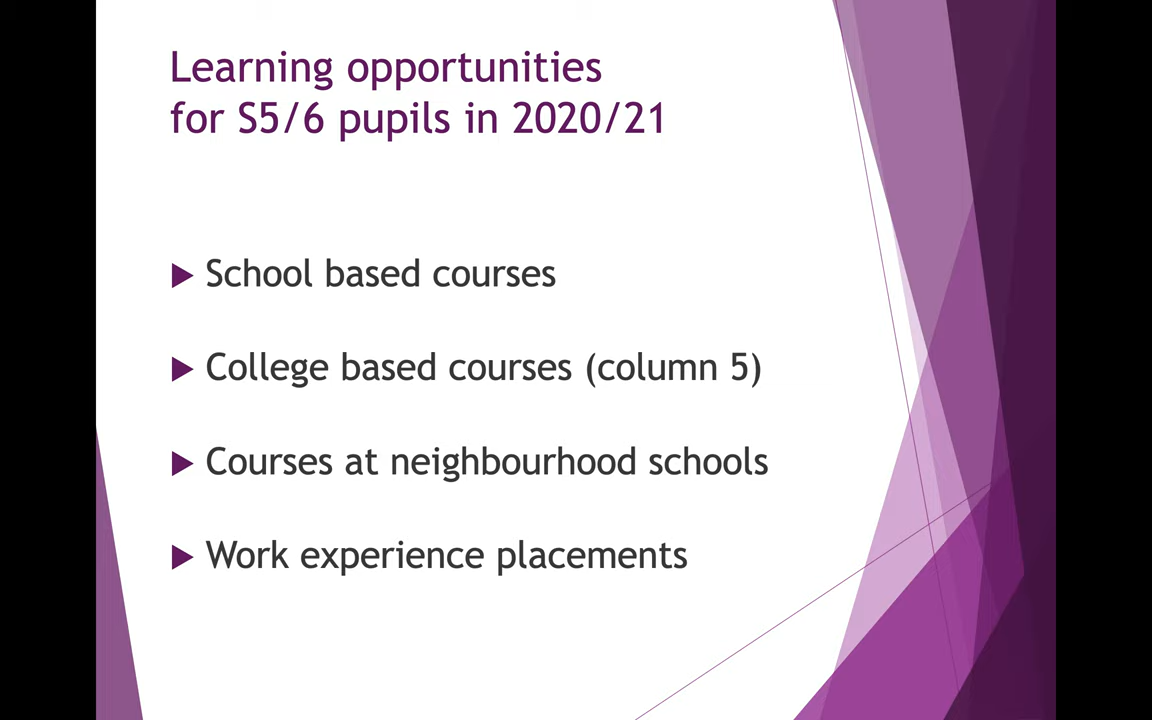 Learning opportunities
for S5/6 pupils in 2020/21
School based courses
College based courses (column 5)
Courses at neighbourhood schools
Work experience placements